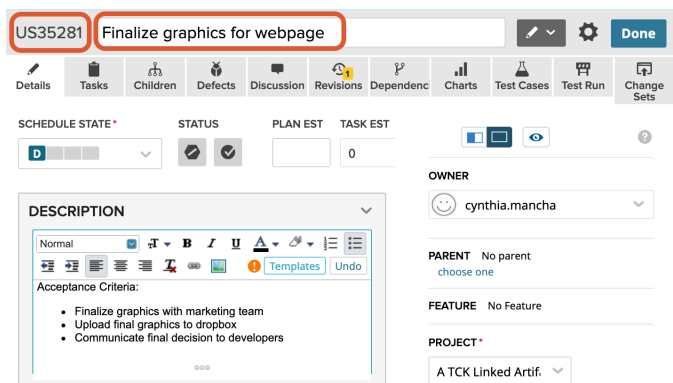 US35281 Finalize graphics for webpage Done
Details Tasks Children Defects Discussion Revisions 1 Dependenc Charts Test Cases Test Run Change Sets
SCHEDULE STATE* STATUS PLAN EST TASK EST
D 0
OWNER
cynthia.mancha
DESCRIPTION
Normal T B I U A
Templates Undo
PARENT No parent
choose one
Acceptance Criteria:
Finalize graphics with marketing team
Upload final graphics to dropbox
Communicate final decision to developers
FEATURE No Feature
PROJECT*
A TCK Linked Artif